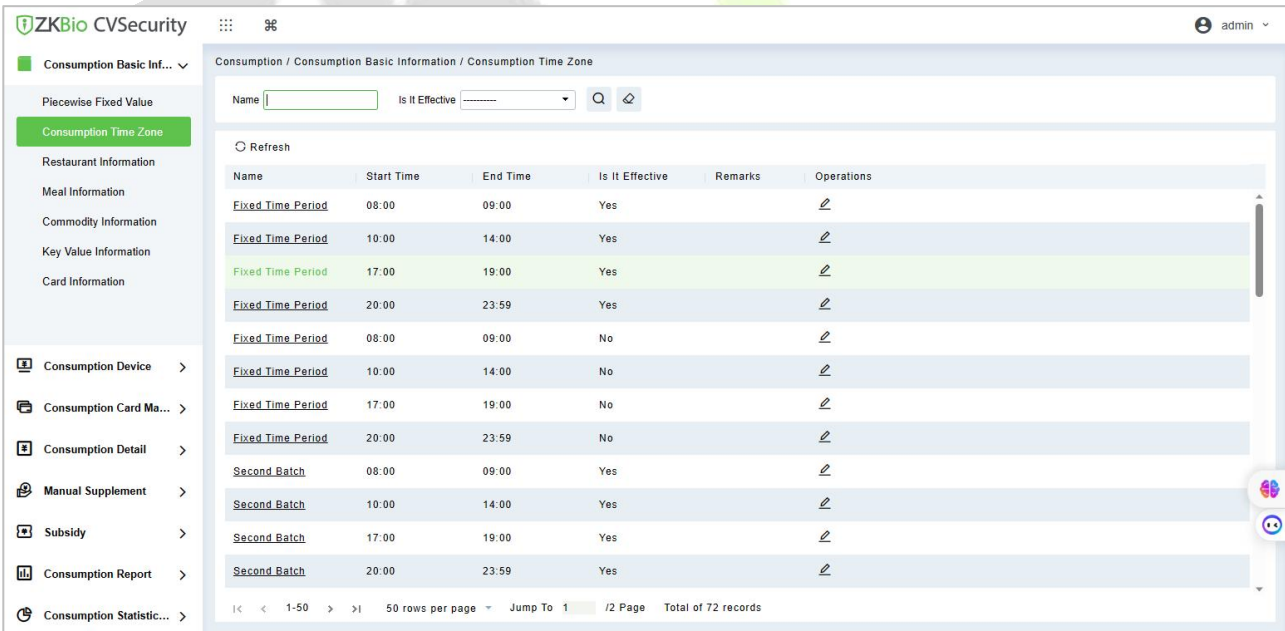 ZKBio CVSecurity
admin
Consumption Basic Inf...
Piecewise Fixed Value
Consumption Time Zone
Restaurant Information
Meal Information
Commodity Information
Key Value Information
Card Information
Consumption Device
Consumption Card Ma...
Consumption Detail
Manual Supplement
Subsidy
Consumption Report
Consumption Statistic...
Consumption / Consumption Basic Information / Consumption Time Zone
Name Is It Effective ----------
Refresh
Name Start Time End Time Is It Effective Remarks Operations
Fixed Time Period 08:00 09:00 Yes
Fixed Time Period 10:00 14:00 Yes
Fixed Time Period 17:00 19:00 Yes
Fixed Time Period 20:00 23:59 Yes
Fixed Time Period 08:00 09:00 No
Fixed Time Period 10:00 14:00 No
Fixed Time Period 17:00 19:00 No
Fixed Time Period 20:00 23:59 No
Second Batch 08:00 09:00 Yes
Second Batch 10:00 14:00 Yes
Second Batch 17:00 19:00 Yes
Second Batch 20:00 23:59 Yes
1-50 50 rows per page Jump To 1 /2 Page Total of 72 records